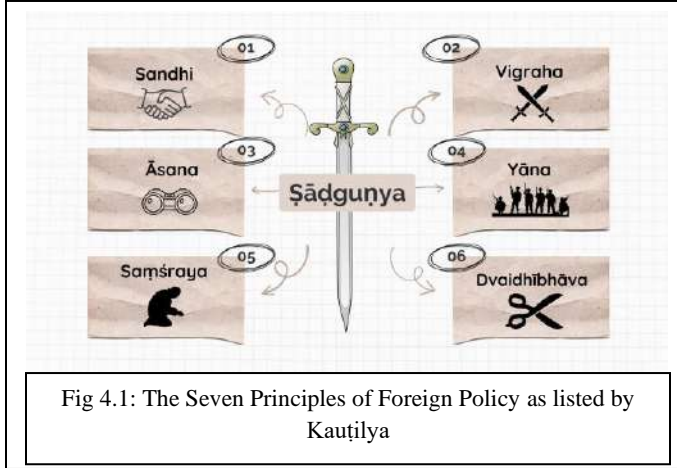 01
Sandhi
02
Vigraha
03
Āsana
04
Yāna
Ṣāḍguṇya
05
Saṃśraya
06
Dvaidhībhāva
Fig 4.1: The Seven Principles of Foreign Policy as listed by
Kauṭilya